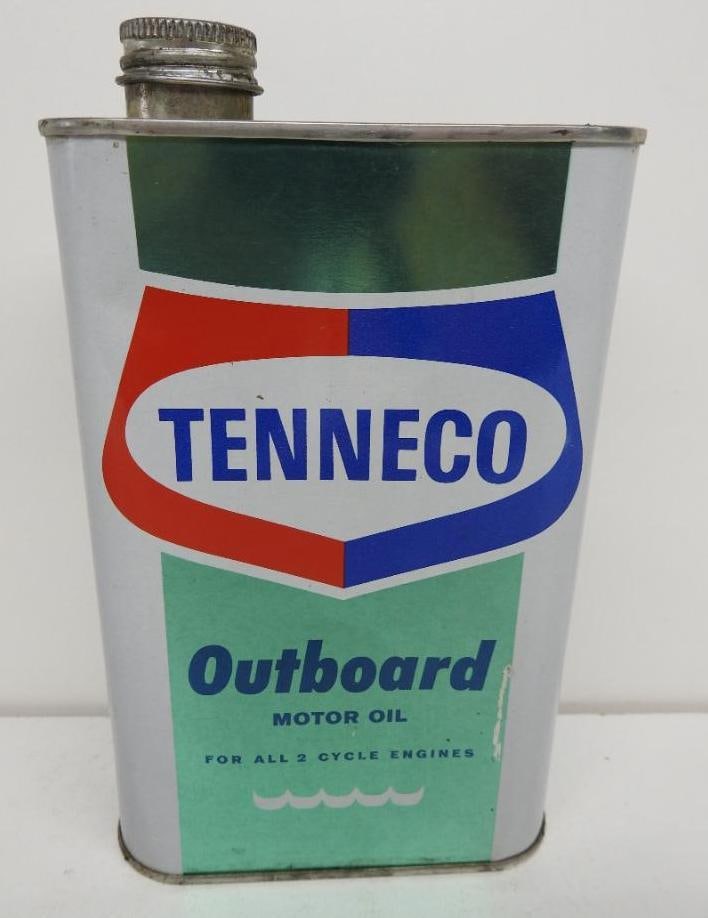 TENNECO
Outboard
MOTOR OIL
FOR ALL 2 CYCLE ENGINES